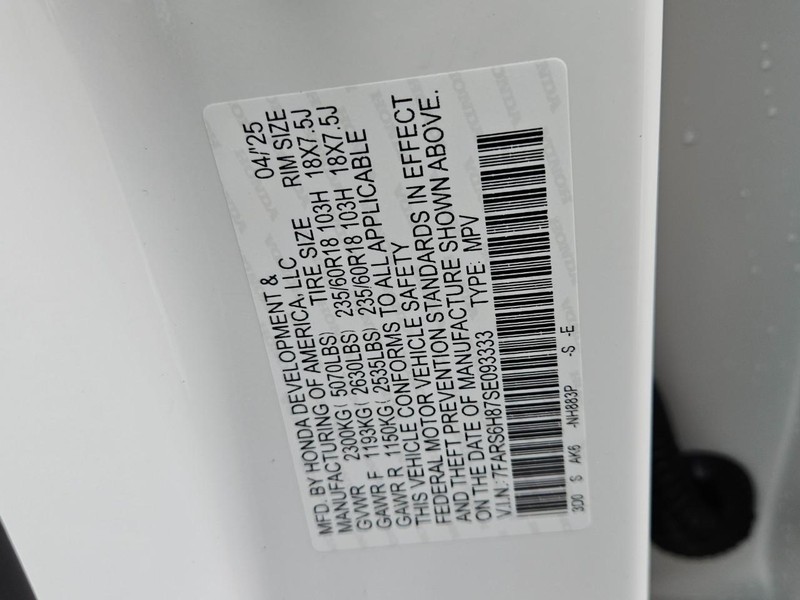 MFD. BY HONDA DEVELOPMENT & 04/'25
MANUFACTURING OF AMERICA, LLC
TIRE SIZE RIM SIZE
GVWR 2300KG( 5070LBS) 235/60R18 103H 18X7.5J
GAWR F 1193KG( 2630LBS) 235/60R18 103H 18X7.5J
GAWR R 1150KG( 2535LBS)
THIS VEHICLE CONFORMS TO ALL APPLICABLE
FEDERAL MOTOR VEHICLE SAFETY
AND THEFT PREVENTION STANDARDS IN EFFECT
ON THE DATE OF MANUFACTURE SHOWN ABOVE.
V.I.N.: 7FARS6H87SE093333 TYPE: MPV
3D0 S AK6 -NH883P -S -E